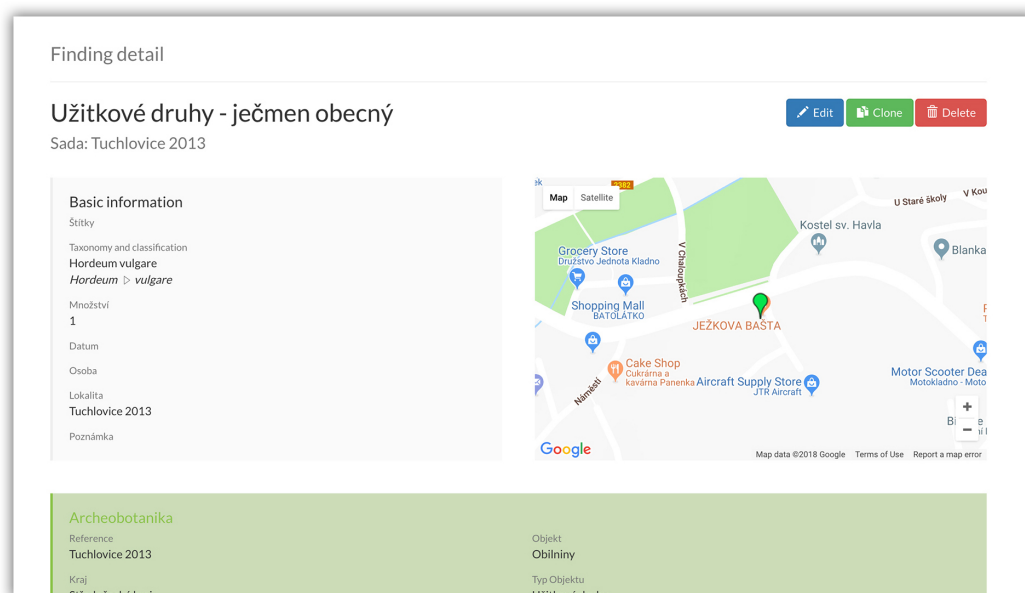 Finding detail
Užitkové druhy - ječmen obecný
Edit
Clone
Delete
Sada: Tuchlovice 2013
Basic information
Štítky
Taxonomy and classification
Hordeum vulgare
Hordeum ▷ vulgare
Množství
1
Datum
Osoba
Lokalita
Tuchlovice 2013
Poznámka
2382
Map
Satellite
U Staré školy
V Kou
Kostel sv. Havla
Blanka
V Chaloupkách
Grocery Store
Družstvo Jednota Kladno
Shopping Mall
BATOLÁTKO
JEŽKOVA BAŠTA
Cake Shop
Cukrárna a
kavárna Panenka
Náměstí
Aircraft Supply Store
JTR Aircraft
Motor Scooter Dea
Motokladno - Moto
+
−
Google
Map data ©2018 Google
Terms of Use
Report a map error
Archeobotanika
Reference
Tuchlovice 2013
Objekt
Obilniny
Kraj
Typ Objektu